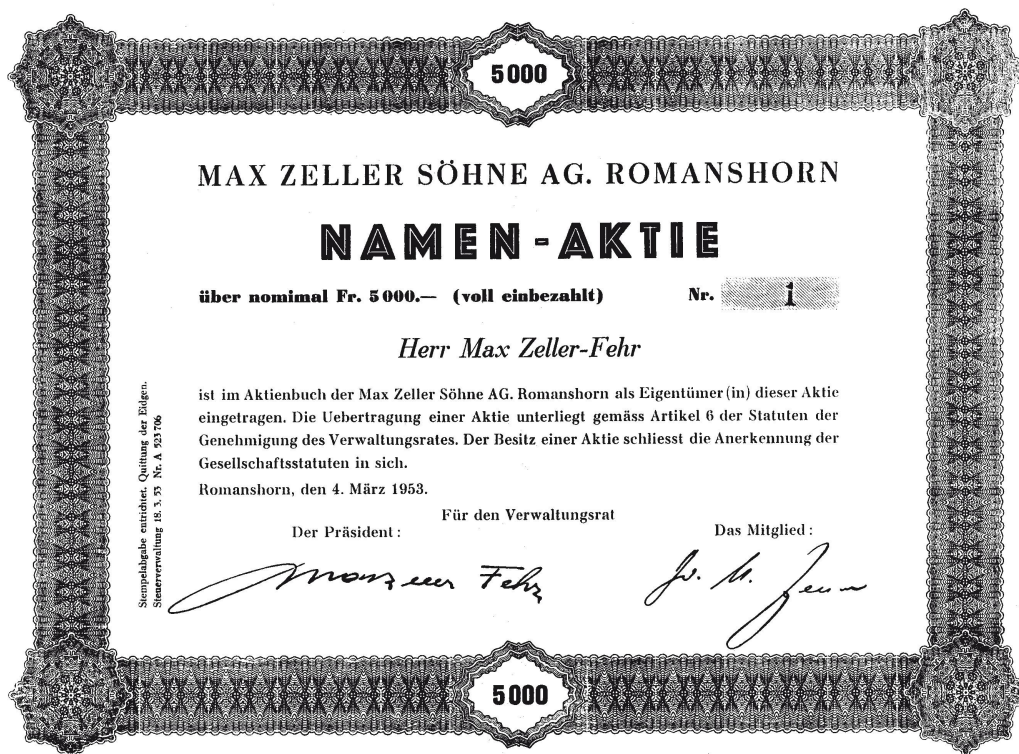 5000
MAX ZELLER SÖHNE AG. ROMANSHORN
NAMEN-AKTIE
über nomimal Fr. 5000.— (voll einbezahlt) Nr. 1
Herr Max Zeller-Fehr
ist im Aktienbuch der Max Zeller Söhne AG. Romanshorn als Eigentümer(in) dieser Aktie
eingetragen. Die Uebertragung einer Aktie unterliegt gemäss Artikel 6 der Statuten der
Genehmigung des Verwaltungsrates. Der Besitz einer Aktie schliesst die Anerkennung der
Gesellschaftsstatuten in sich.
Romanshorn, den 4. März 1953.
Für den Verwaltungsrat
Der Präsident: Das Mitglied:
Fehr
Stempelabgabe entrichtet. Quittung der Eidgen.
Steuerverwaltung 18. 3. 53 Nr. A 523706
5000